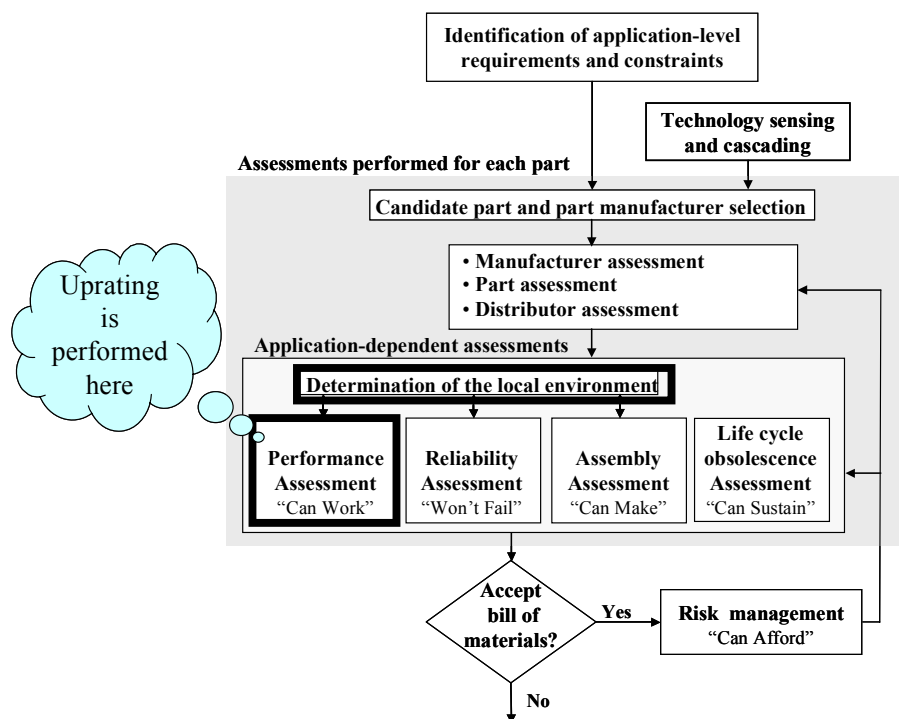 Identification of application-level
requirements and constraints
Technology sensing
and cascading
Assessments performed for each part
Candidate part and part manufacturer selection
• Manufacturer assessment
• Part assessment
• Distributor assessment
Uprating
is
performed
here
Application-dependent assessments
Determination of the local environment
Performance
Assessment
“Can Work”
Reliability
Assessment
“Won’t Fail”
Assembly
Assessment
“Can Make”
Life cycle
obsolescence
Assessment
“Can Sustain”
Accept
bill of
materials?
Yes
Risk management
“Can Afford”
No